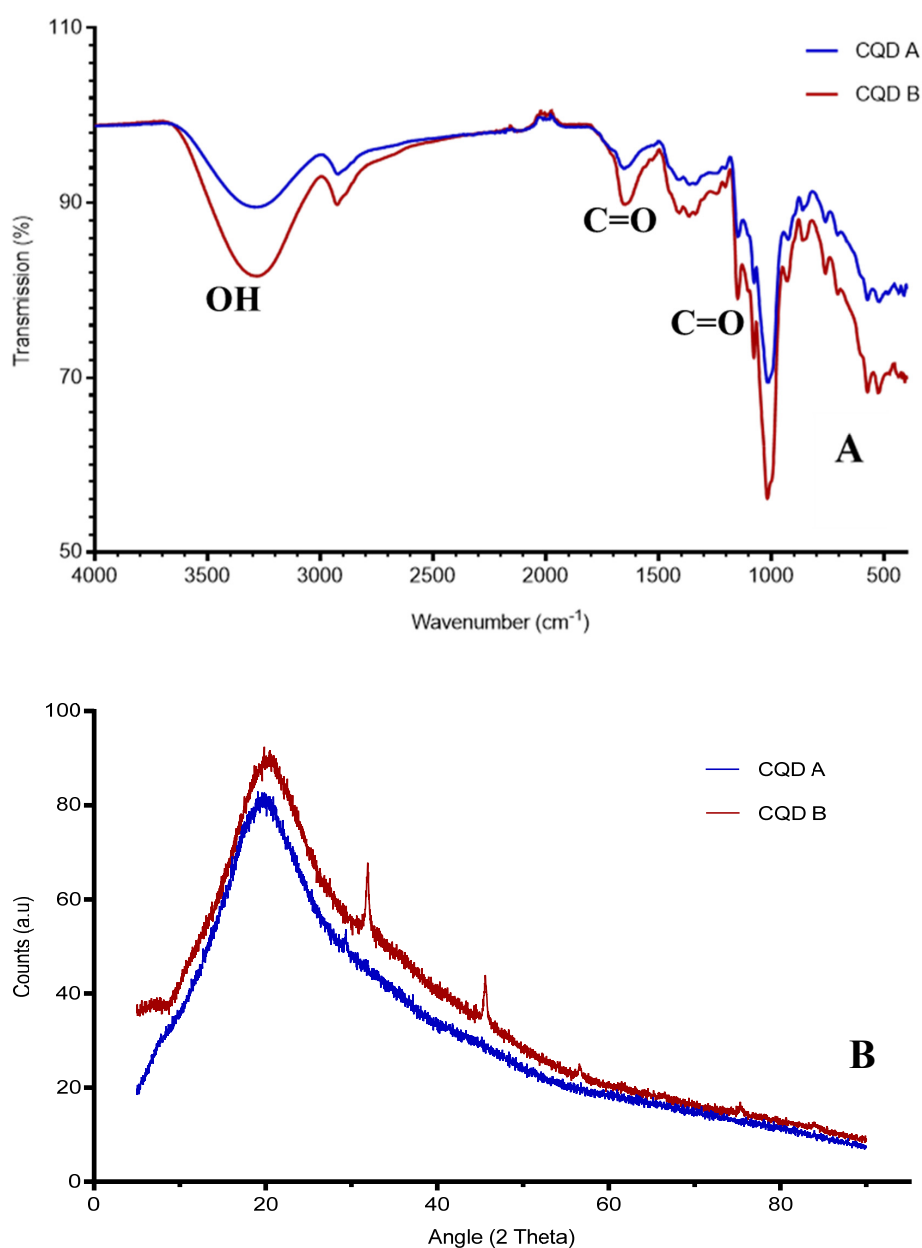 110
CQD A
CQD B
90
C=O
OH
C=O
70
A
50
4000 3500 3000 2500 2000 1500 1000 500
Transmission (%)
Wavenumber (cm-1)
100
CQD A
80
CQD B
60
Counts (a.u)
40
B
20
0
0 20 40 60 80
Angle (2 Theta)